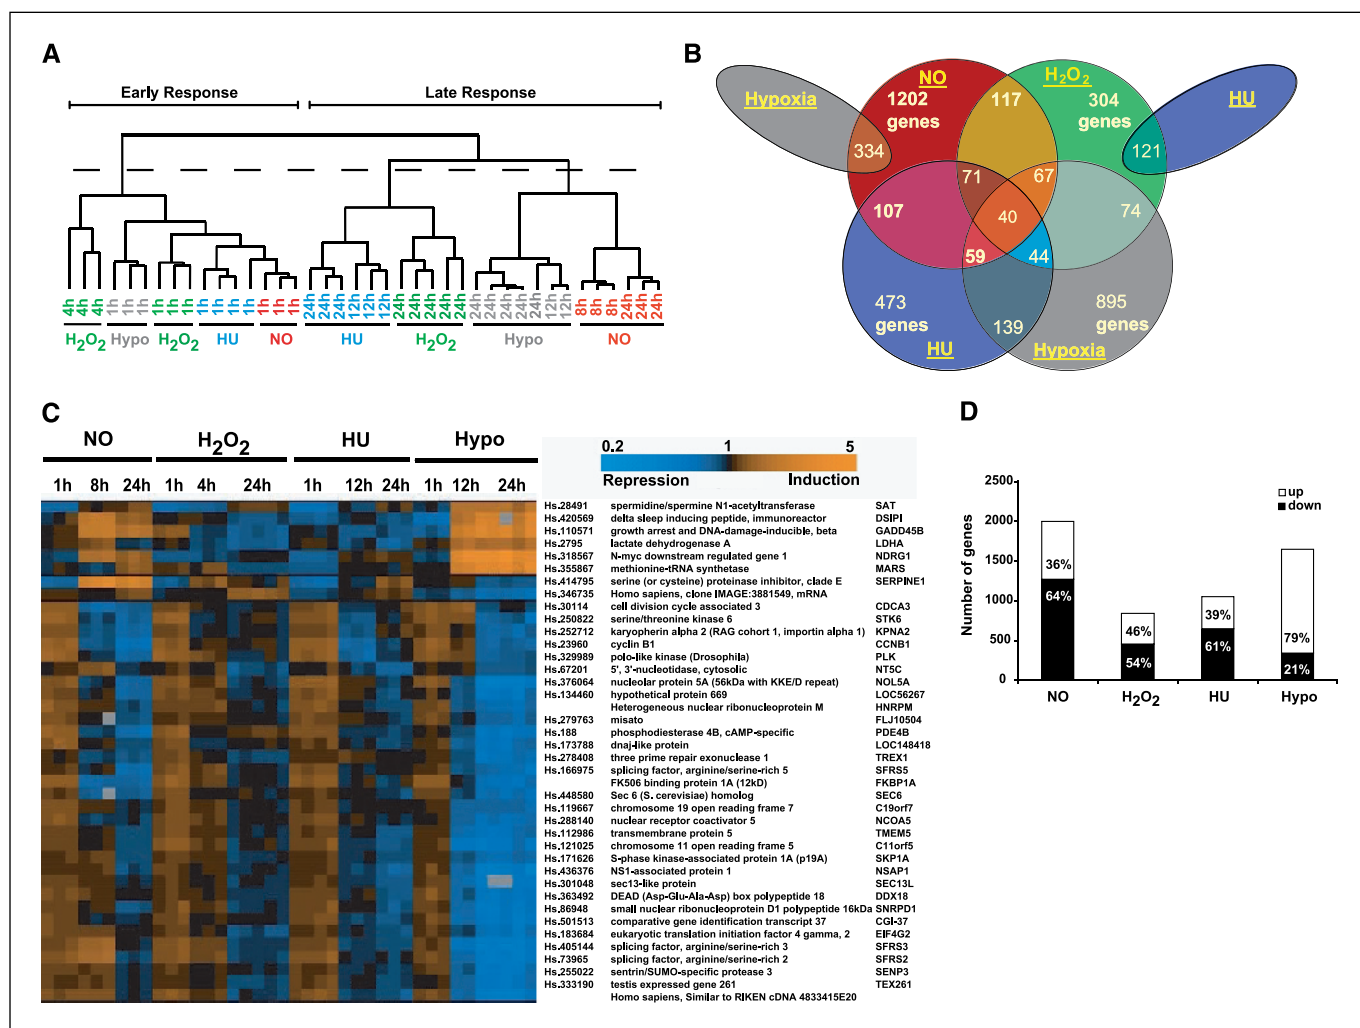 A
Early Response
Late Response
4h 4h 4h 1h 1h 1h 1h 1h 1h 1h 1h 1h 1h 1h 1h 1h 24h 24h 24h 12h 12h 12h 24h 24h 24h 24h 24h 24h 24h 24h 24h 24h 12h 12h 8h 8h 8h 24h 24h 24h
H2O2 Hypo H2O2 HU NO HU H2O2 Hypo NO
B
Hypoxia
NO
H2O2
HU
1202 genes
117
304 genes
334
121
71
67
107
40
74
59
44
473 genes
139
895 genes
HU
Hypoxia
C
NO H2O2 HU Hypo
1h 8h 24h 1h 4h 24h 1h 12h 24h 1h 12h 24h
0.2 1 5
Repression Induction
Hs.28491 spermidine/spermine N1-acetyltransferase SAT
Hs.420569 delta sleep inducing peptide, immunoreactor DSIPI
Hs.110571 growth arrest and DNA-damage-inducible, beta GADD45B
Hs.2795 lactate dehydrogenase A LDHA
Hs.318567 N-myc downstream regulated gene 1 NDRG1
Hs.355867 methionine-tRNA synthetase MARS
Hs.414795 serine (or cysteine) proteinase inhibitor, clade E SERPINE1
Hs.346735 Homo sapiens, clone IMAGE:3881549, mRNA
Hs.30114 cell division cycle associated 3 CDCA3
Hs.250822 serine/threonine kinase 6 STK6
Hs.252712 karyopherin alpha 2 (RAG cohort 1, importin alpha 1) KPNA2
Hs.23960 cyclin B1 CCNB1
Hs.329989 polo-like kinase (Drosophila) PLK
Hs.67201 5', 3'-nucleotidase, cytosolic NT5C
Hs.376064 nucleolar protein 5A (56kDa with KKE/D repeat) NOL5A
Hs.134460 hypothetical protein 669 LOC56267
Heterogeneous nuclear ribonucleoprotein M HNRPM
Hs.279763 misato FLJ10504
Hs.188 phosphodiesterase 4B, cAMP-specific PDE4B
Hs.173788 dnaj-like protein LOC148418
Hs.278408 three prime repair exonuclease 1 TREX1
Hs.166975 splicing factor, arginine/serine-rich 5 SFRS5
FK506 binding protein 1A (12kD) FKBP1A
Hs.448580 Sec 6 (S. cerevisiae) homolog SEC6
Hs.119667 chromosome 19 open reading frame 7 C19orf7
Hs.288140 nuclear receptor coactivator 5 NCOA5
Hs.112986 transmembrane protein 5 TMEM5
Hs.121025 chromosome 11 open reading frame 5 C11orf5
Hs.171626 S-phase kinase-associated protein 1A (p19A) SKP1A
Hs.436376 NS1-associated protein 1 NSAP1
Hs.301048 sec13-like protein SEC13L
Hs.363492 DEAD (Asp-Glu-Ala-Asp) box polypeptide 18 DDX18
Hs.86948 small nuclear ribonucleoprotein D1 polypeptide 16kDa SNRPD1
Hs.501513 comparative gene identification transcript 37 CGI-37
Hs.183684 eukaryotic translation initiation factor 4 gamma, 2 EIF4G2
Hs.405144 splicing factor, arginine/serine-rich 3 SFRS3
Hs.73965 splicing factor, arginine/serine-rich 2 SFRS2
Hs.255022 sentrin/SUMO-specific protease 3 SENP3
Hs.333190 testis expressed gene 261 TEX261
Homo sapiens, Similar to RIKEN cDNA 4833415E20
D
up
down
Number of genes
2500
2000
1500
1000
500
0
36%
64%
46%
54%
39%
61%
79%
21%
NO H2O2 HU Hypo